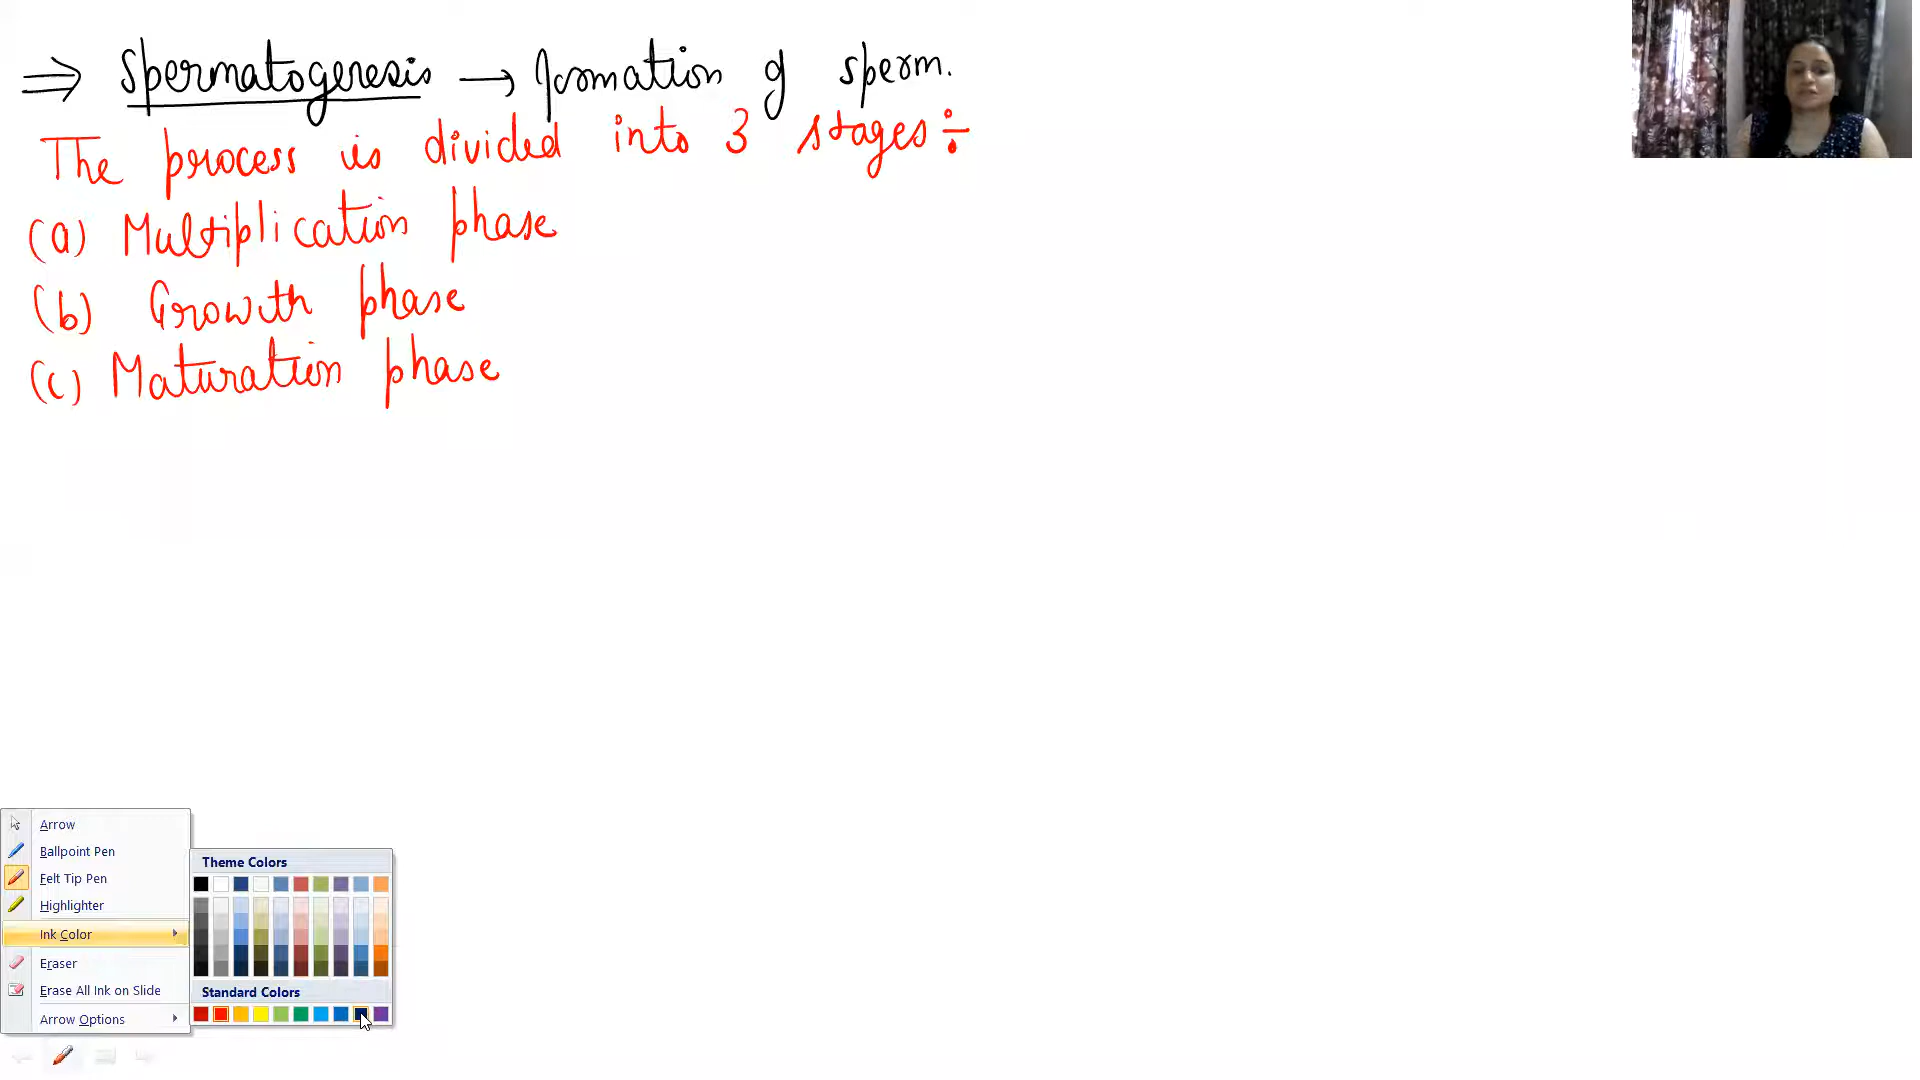 ⇒ Spermatogenesis → formation of sperm.
The process is divided into 3 stages ÷
(a) Multiplication phase
(b) Growth phase
(c) Maturation phase
Arrow
Ballpoint Pen
Felt Tip Pen
Highlighter
Ink Color
Eraser
Erase All Ink on Slide
Arrow Options
Theme Colors
Standard Colors